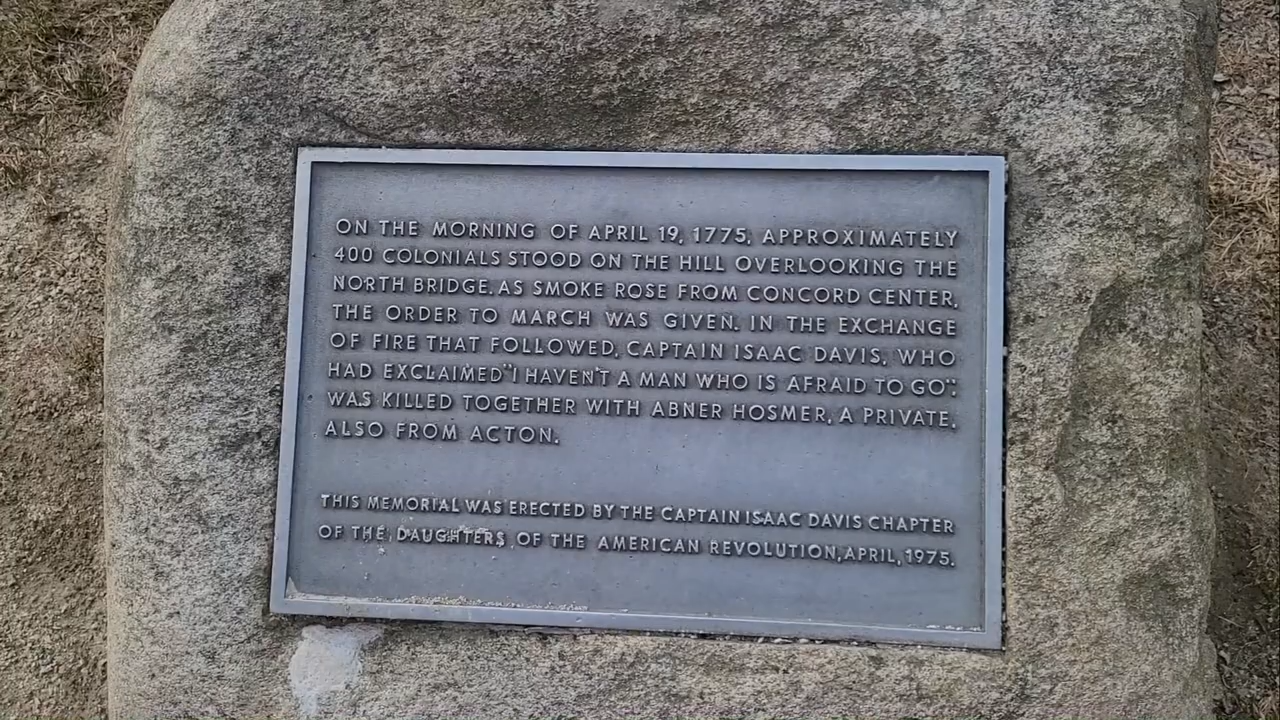 ON THE MORNING OF APRIL 19, 1775, APPROXIMATELY
400 COLONIALS STOOD ON THE HILL OVERLOOKING THE
NORTH BRIDGE. AS SMOKE ROSE FROM CONCORD CENTER,
THE ORDER TO MARCH WAS GIVEN. IN THE EXCHANGE
OF FIRE THAT FOLLOWED, CAPTAIN ISAAC DAVIS, WHO
HAD EXCLAIMED "I HAVEN'T A MAN WHO IS AFRAID TO GO",
WAS KILLED TOGETHER WITH ABNER HOSMER, A PRIVATE,
ALSO FROM ACTON.
THIS MEMORIAL WAS ERECTED BY THE CAPTAIN ISAAC DAVIS CHAPTER
OF THE DAUGHTERS OF THE AMERICAN REVOLUTION, APRIL, 1975.